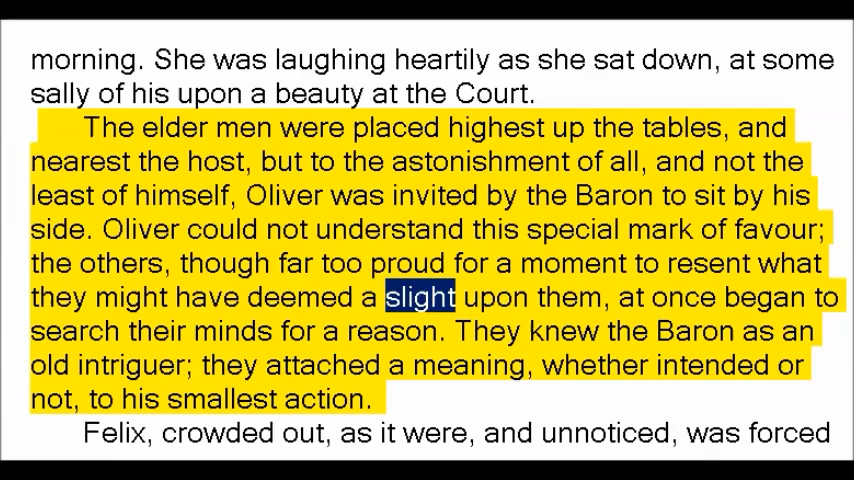 morning. She was laughing heartily as she sat down, at some
sally of his upon a beauty at the Court.
The elder men were placed highest up the tables, and
nearest the host, but to the astonishment of all, and not the
least of himself, Oliver was invited by the Baron to sit by his
side. Oliver could not understand this special mark of favour;
the others, though far too proud for a moment to resent what
they might have deemed a slight upon them, at once began to
search their minds for a reason. They knew the Baron as an
old intriguer; they attached a meaning, whether intended or
not, to his smallest action.
Felix, crowded out, as it were, and unnoticed, was forced